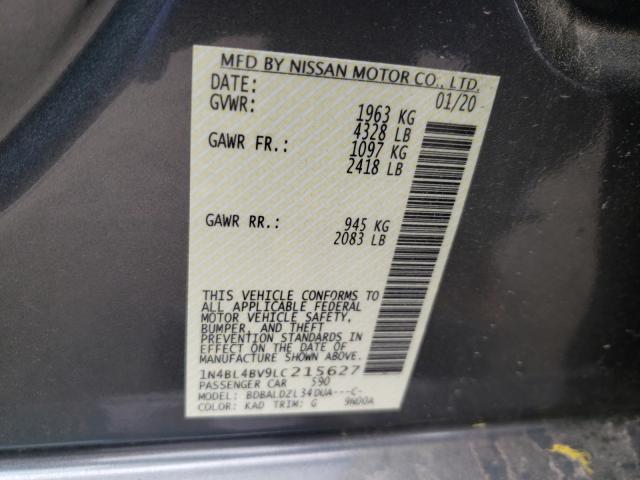 MFD BY NISSAN MOTOR CO., LTD.
DATE: 01/20
GVWR: 1963 KG
4328 LB
GAWR FR.: 1097 KG
2418 LB
GAWR RR.: 945 KG
2083 LB
THIS VEHICLE CONFORMS TO
ALL APPLICABLE FEDERAL
MOTOR VEHICLE SAFETY,
BUMPER, AND THEFT
PREVENTION STANDARDS IN
EFFECT ON THE DATE OF
MANUFACTURE SHOWN ABOVE.
1N4BL4BV9LC215627
PASSENGER CAR 590
MODEL: BDBALDZL34DUA---C-
COLOR: KAD TRIM: G 9N00A